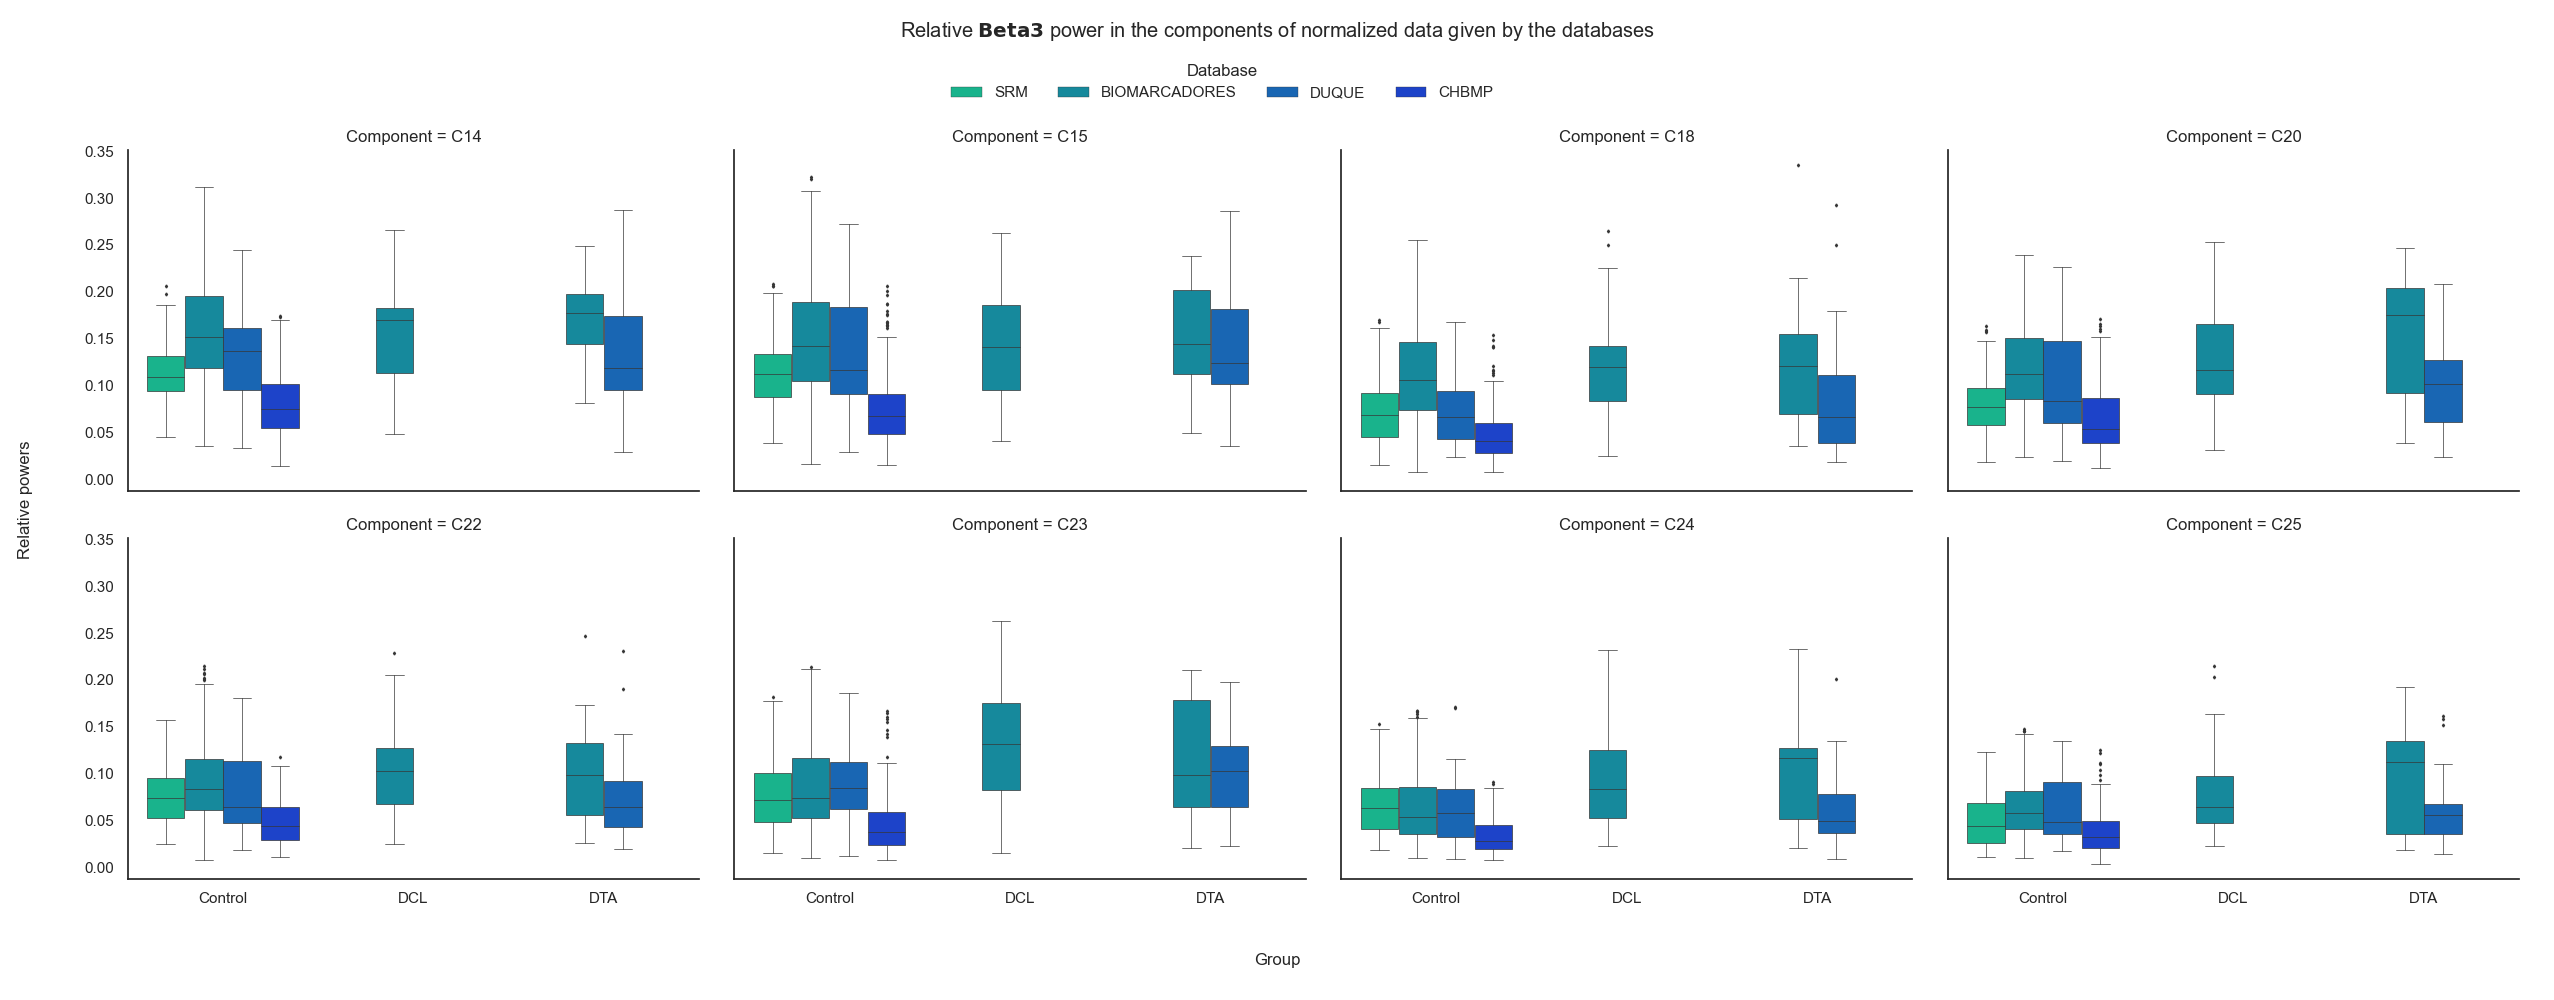 Relative Beta3 power in the components of normalized data given by the databases
Database
SRM BIOMARCADORES DUQUE CHBMP
Component = C14 Component = C15 Component = C18 Component = C20
0.35
0.30
0.25
0.20
0.15
0.10
0.05
0.00
Relative powers
Component = C22 Component = C23 Component = C24 Component = C25
0.35
0.30
0.25
0.20
0.15
0.10
0.05
0.00
Control DCL DTA Control DCL DTA Control DCL DTA Control DCL DTA
Group